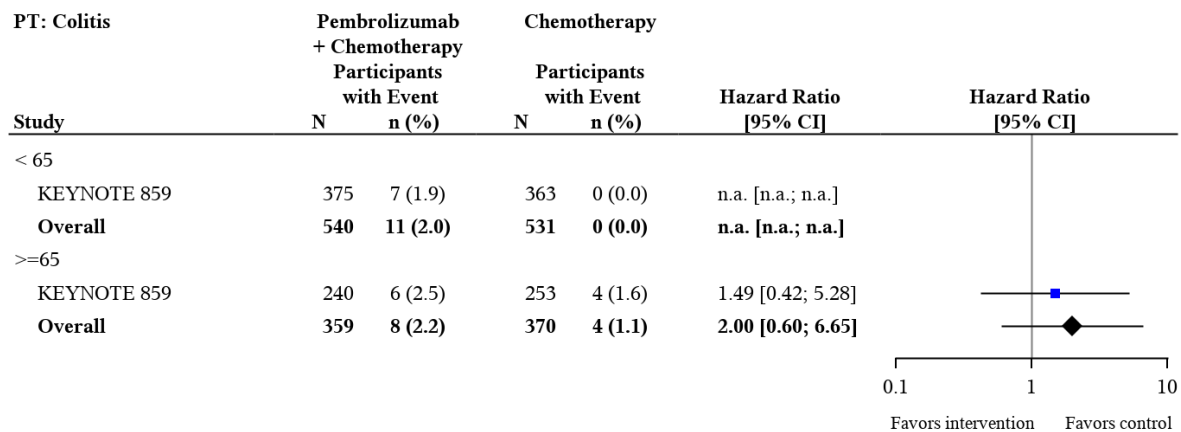 PT: Colitis Pembrolizumab Chemotherapy
+ Chemotherapy
Participants Participants
with Event with Event Hazard Ratio Hazard Ratio
Study N n (%) N n (%) [95% CI] [95% CI]
< 65
KEYNOTE 859 375 7 (1.9) 363 0 (0.0) n.a. [n.a.; n.a.]
Overall 540 11 (2.0) 531 0 (0.0) n.a. [n.a.; n.a.]
>=65
KEYNOTE 859 240 6 (2.5) 253 4 (1.6) 1.49 [0.42; 5.28]
Overall 359 8 (2.2) 370 4 (1.1) 2.00 [0.60; 6.65]
0.1 1 10
Favors intervention Favors control